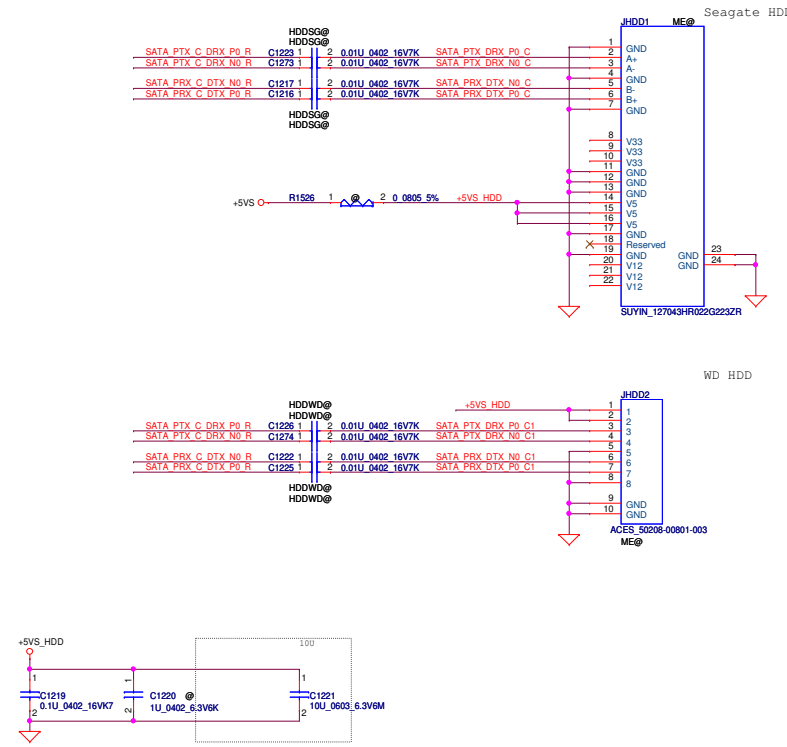 Seagate HDD
JHDD1 ME@
HDDSG@
HDDSG@
SATA_PTX_C_DRX_P0_R C1223 1 2 0.01U_0402_16V7K SATA_PTX_DRX_P0_C
SATA_PTX_C_DRX_N0_R C1273 1 2 0.01U_0402_16V7K SATA_PTX_DRX_N0_C
SATA_PRX_C_DTX_N0_R C1217 1 2 0.01U_0402_16V7K SATA_PRX_DTX_N0_C
SATA_PRX_C_DTX_P0_R C1216 1 2 0.01U_0402_16V7K SATA_PRX_DTX_P0_C
HDDSG@
HDDSG@
1 GND
2 A+
3 A-
4 GND
5 B-
6 B+
7 GND
8 V33
9 V33
10 V33
11 GND
12 GND
13 GND
14 V5
15 V5
16 V5
17 GND
18 Reserved
19 GND
20 V12
21 V12
22 V12
GND 23
GND 24
+5VS R1526 1 @ 2 0_0805_5% +5VS_HDD
SUYIN_127043HR022G223ZR
WD HDD
JHDD2
HDDWD@
HDDWD@
+5VS_HDD
SATA_PTX_C_DRX_P0_R C1226 1 2 0.01U_0402_16V7K SATA_PTX_DRX_P0_C1
SATA_PTX_C_DRX_N0_R C1274 1 2 0.01U_0402_16V7K SATA_PTX_DRX_N0_C1
SATA_PRX_C_DTX_N0_R C1222 1 2 0.01U_0402_16V7K SATA_PRX_DTX_N0_C1
SATA_PRX_C_DTX_P0_R C1225 1 2 0.01U_0402_16V7K SATA_PRX_DTX_P0_C1
HDDWD@
HDDWD@
1 1
2 2
3 3
4 4
5 5
6 6
7 7
8 8
9 GND
10 GND
ACES_50208-00801-003
ME@
+5VS_HDD
10U
1 1 1
C1219 C1220 @ C1221
0.1U_0402_16VK7 1U_0402_6.3V6K 10U_0603_6.3V6M
2 2 2